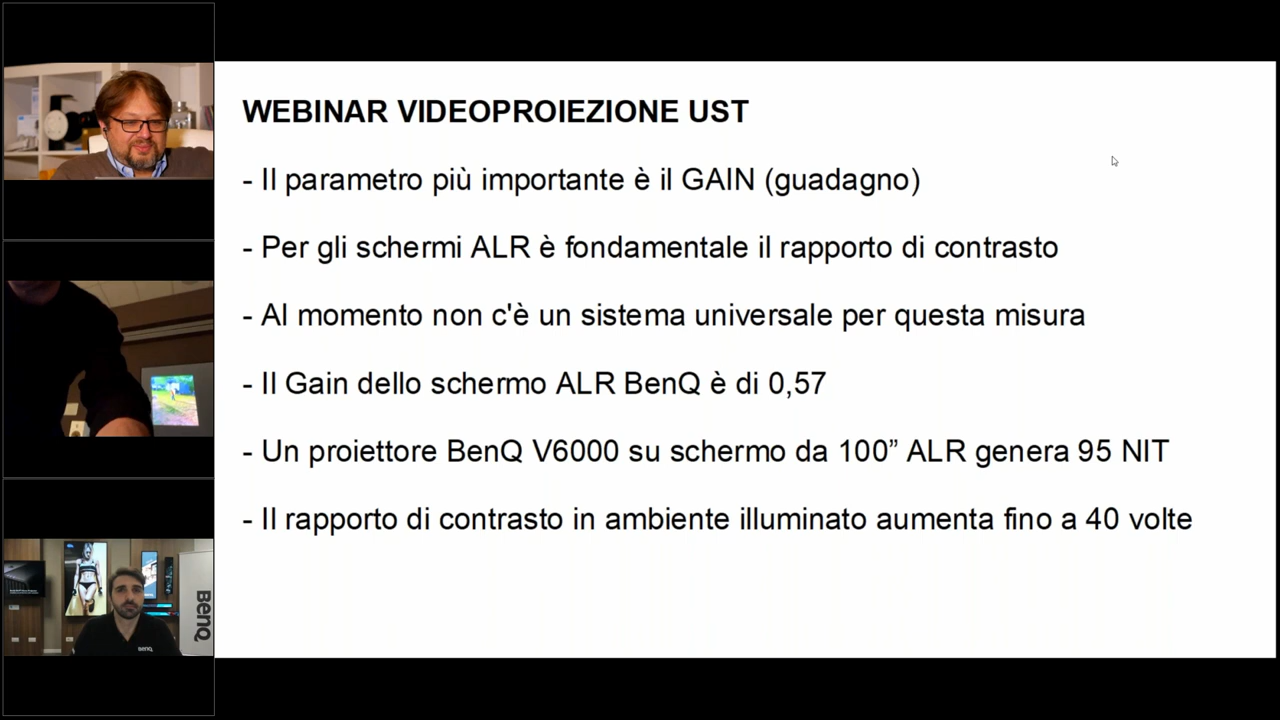 WEBINAR VIDEOPROIEZIONE UST
- Il parametro più importante è il GAIN (guadagno)
- Per gli schermi ALR è fondamentale il rapporto di contrasto
- Al momento non c'è un sistema universale per questa misura
- Il Gain dello schermo ALR BenQ è di 0,57
- Un proiettore BenQ V6000 su schermo da 100” ALR genera 95 NIT
- Il rapporto di contrasto in ambiente illuminato aumenta fino a 40 volte
BenQ
BenQ